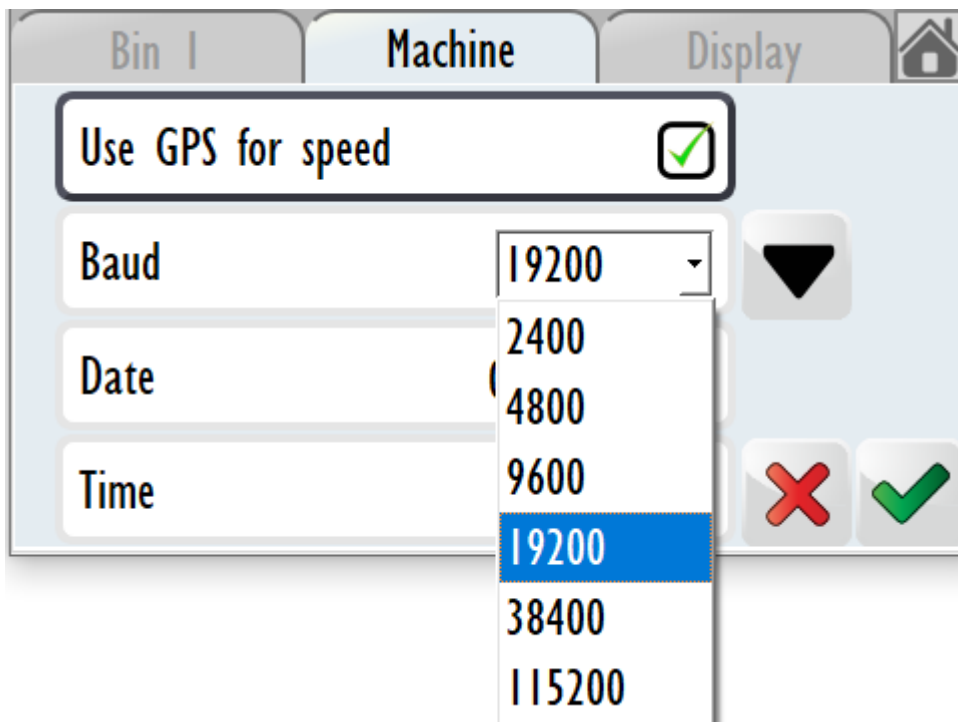 Bin 1 Machine Display
Use GPS for speed
Baud 19200
2400
Date
4800
9600
Time
19200
38400
115200